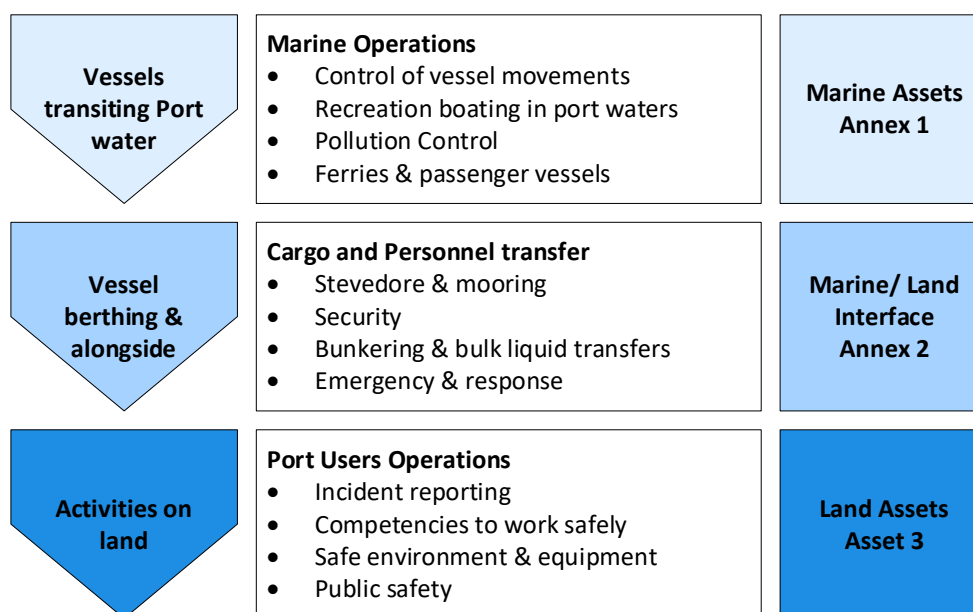 Vessels
transiting Port
water
Marine Operations
• Control of vessel movements
• Recreation boating in port waters
• Pollution Control
• Ferries & passenger vessels
Marine Assets
Annex 1
Vessel
berthing &
alongside
Cargo and Personnel transfer
• Stevedore & mooring
• Security
• Bunkering & bulk liquid transfers
• Emergency & response
Marine/ Land
Interface
Annex 2
Activities on
land
Port Users Operations
• Incident reporting
• Competencies to work safely
• Safe environment & equipment
• Public safety
Land Assets
Asset 3